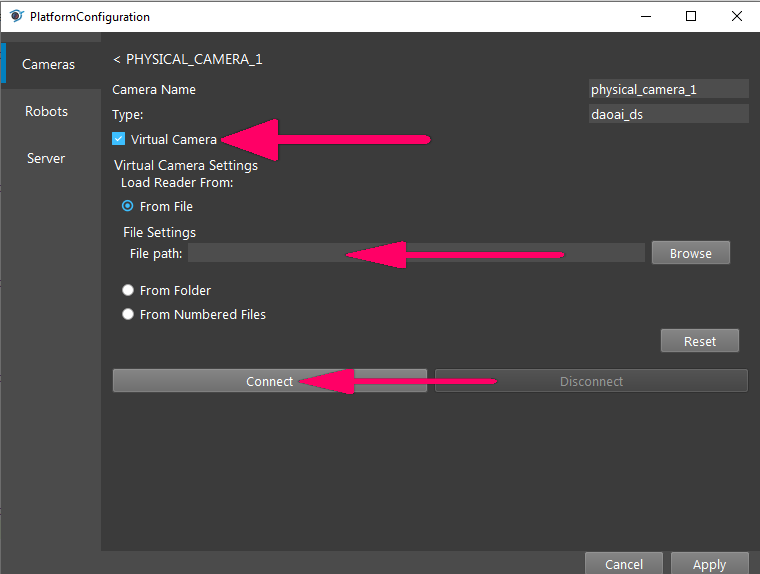 PlatformConfiguration
Cameras
Robots
Server
< PHYSICAL_CAMERA_1
Camera Name physical_camera_1
Type: daoai_ds
Virtual Camera
Virtual Camera Settings
Load Reader From:
From File
File Settings
File path: Browse
From Folder
From Numbered Files
Reset
Connect Disconnect
Cancel Apply